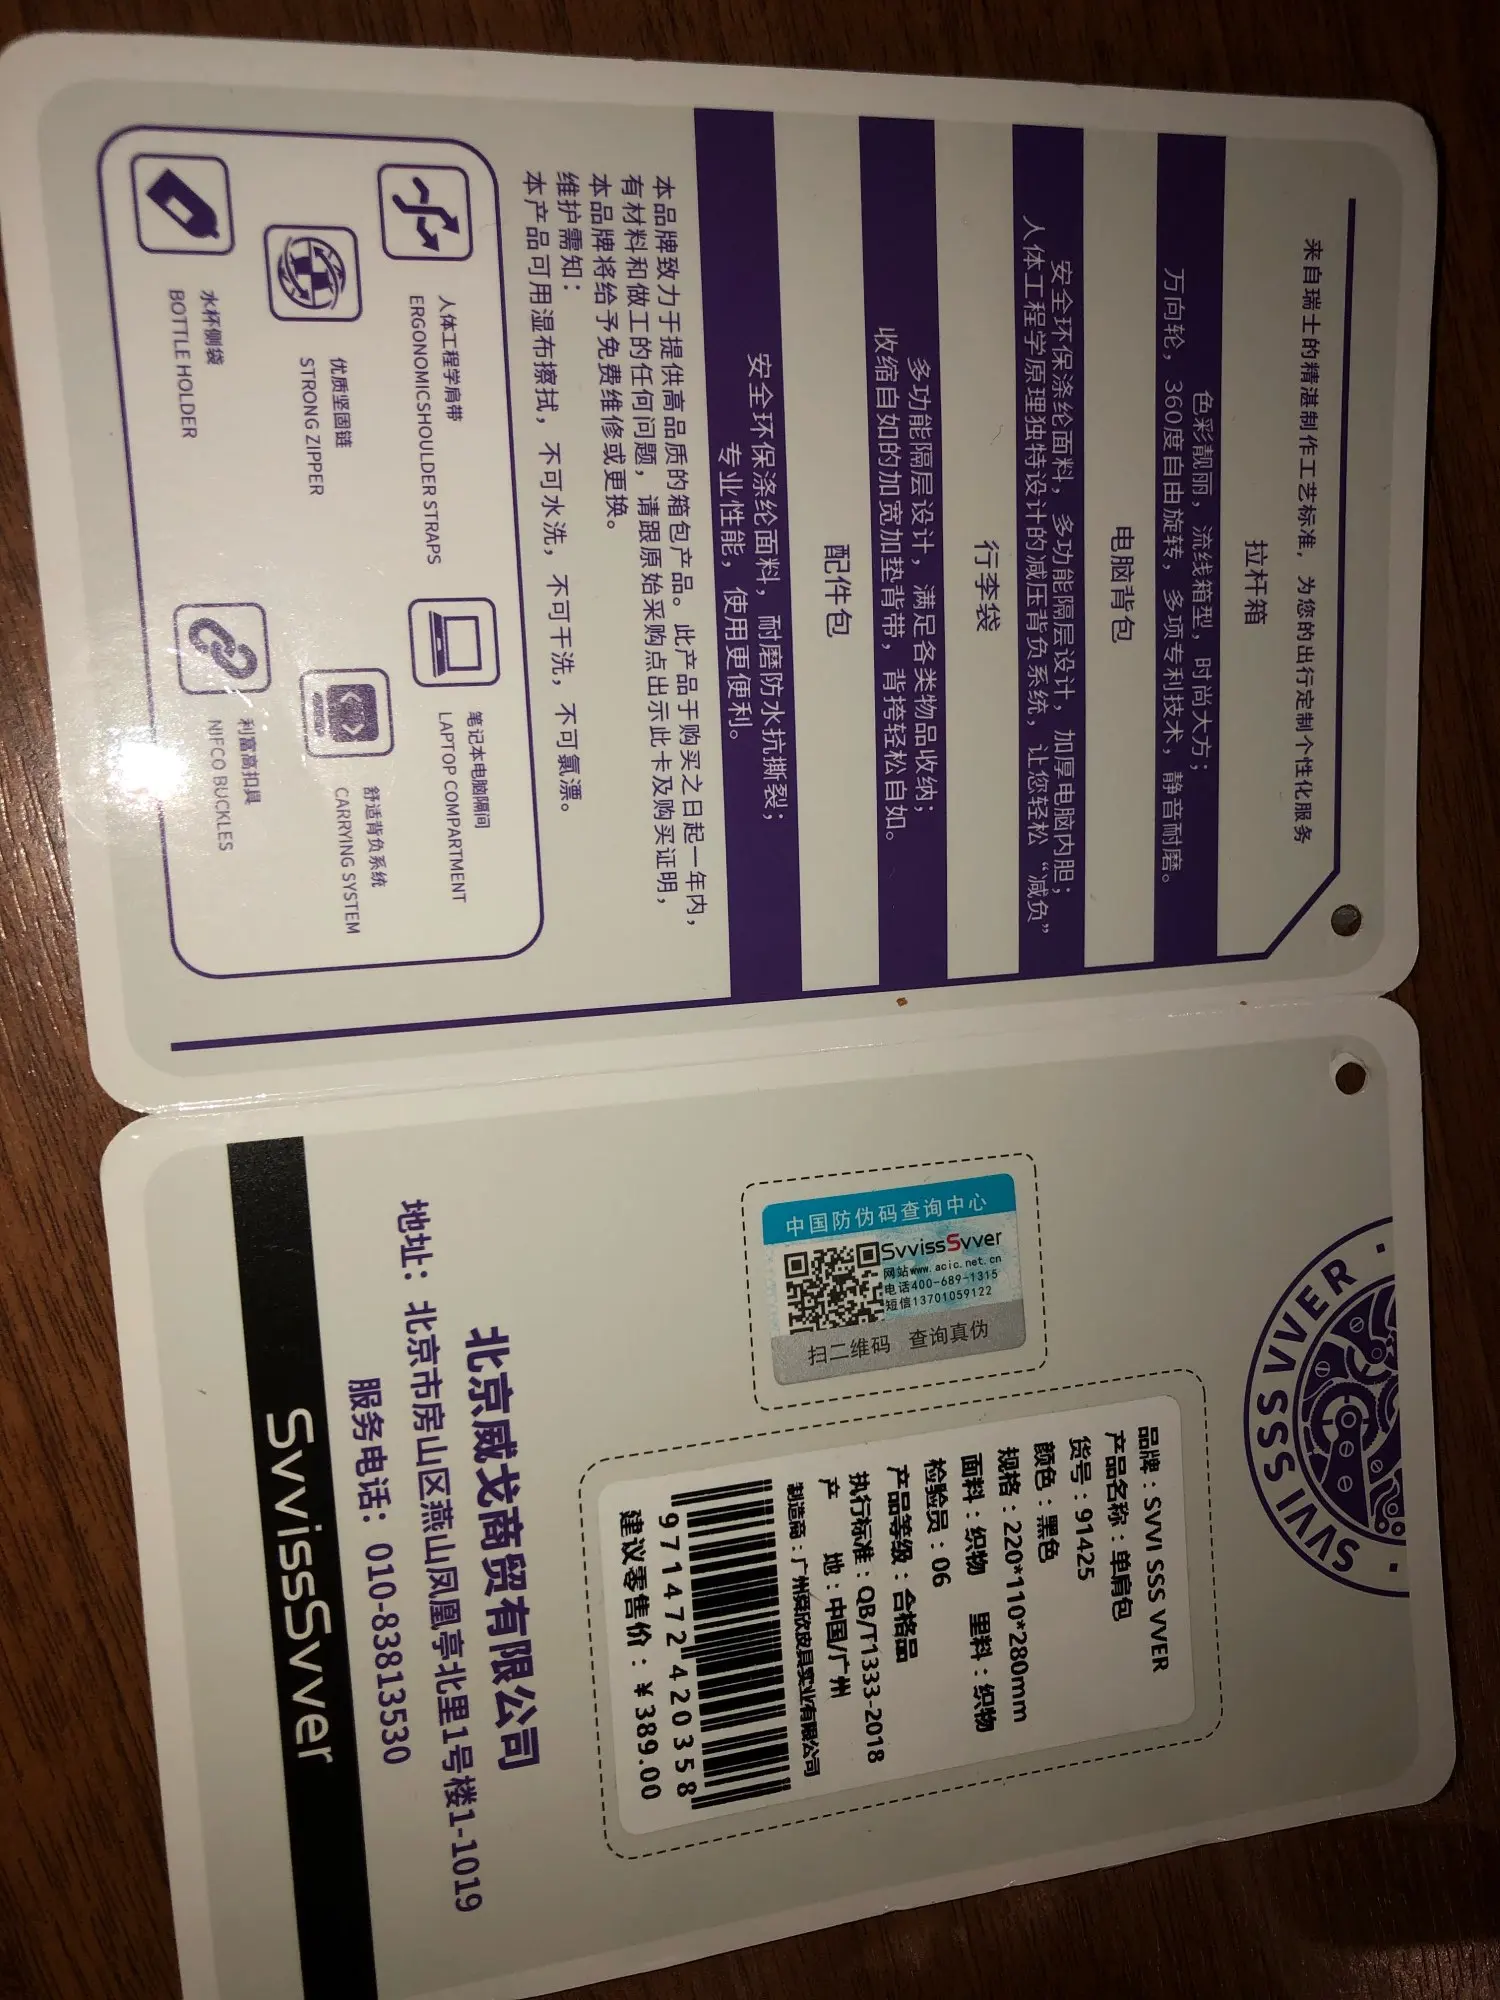 来自瑞士的精湛制作工艺标准，为您的出行定制个性化服务
拉杆箱
色彩靓丽，流线箱型，时尚大方；
万向轮，360度自由旋转，多项专利技术，静音耐磨。
电脑背包
安全环保涤纶面料，多功能隔层设计，加厚电脑内胆；
人体工程学原理独特设计的减压背负系统，让您轻松“减负”
行李袋
多功能隔层设计，满足各类物品收纳；
收缩自如的加宽加垫背带，背挎轻松自如。
配件包
安全环保涤纶面料，耐磨防水抗撕裂；
专业性能，使用更便利。
本品牌致力于提供高品质的箱包产品。此产品于购买之日起一年内，
有材料和做工的任何问题，请跟原始采购点出示此卡及购买证明，
本品牌将给予免费维修或更换。
维护需知：
本产品可用湿布擦拭，不可水洗，不可干洗，不可氯漂。
人体工程学肩带
ERGONOMICSHOULDER STRAPS
笔记本电脑隔间
LAPTOP COMPARTMENT
优质坚固链
STRONG ZIPPER
舒适背负系统
CARRYING SYSTEM
水杯侧袋
BOTTLE HOLDER
利富高扣具
NIFCO BUCKLES
SVVI SSS VVER
中国防伪码查询中心
SvvissSvver
网站www.acic.net.cn
电话400-689-1315
短信13701059122
扫二维码 查询真伪
品牌：SVVI SSS VVER
产品名称：单肩包
货号：91425
颜色：黑色
规格：220*110*280mm
面料：织物 里料：织物
检验员：06
产品等级：合格品
执行标准：QB/T1333-2018
产 地：中国/广州
制造商：广州舜欣皮具实业有限公司
9714724203 58
建议零售价：¥389.00
北京威戈商贸有限公司
地址：北京市房山区燕山凤凰亭北里1号楼1-1019
服务电话：010-83813530
SvvissSvver